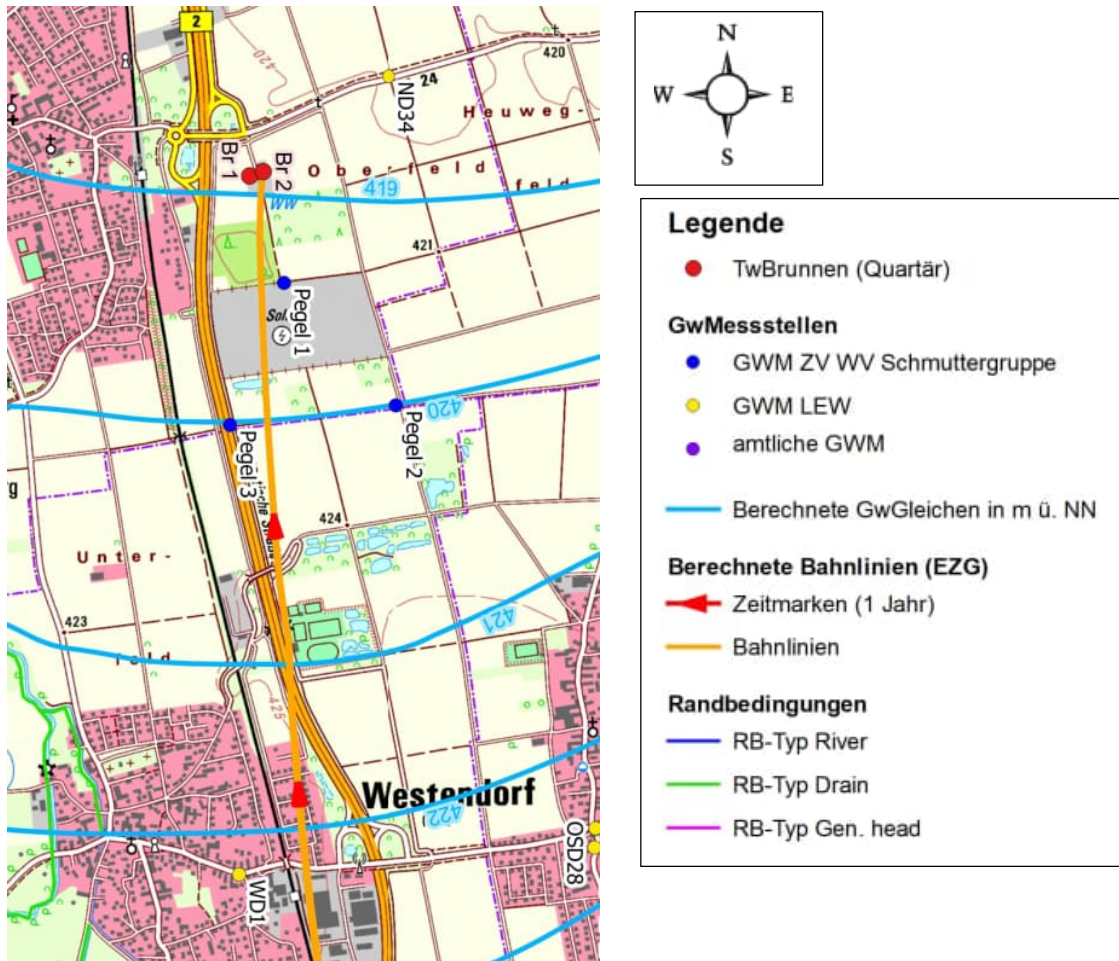 2
420
420
24
ND34
Heuweg-
feld
Oberfeld
Br 1
Br 2
WW
419
421
Pegel 1
Sol.
420
Pegel 2
Pegel 3
424
Unter-
feld
423
421
425
Westendorf
422
WD1
OSD28
N
W
E
S
Legende
TwBrunnen (Quartär)
GwMessstellen
GWM ZV WV Schmuttergruppe
GWM LEW
amtliche GWM
Berechnete GwGleichen in m ü. NN
Berechnete Bahnlinien (EZG)
Zeitmarken (1 Jahr)
Bahnlinien
Randbedingungen
RB-Typ River
RB-Typ Drain
RB-Typ Gen. head